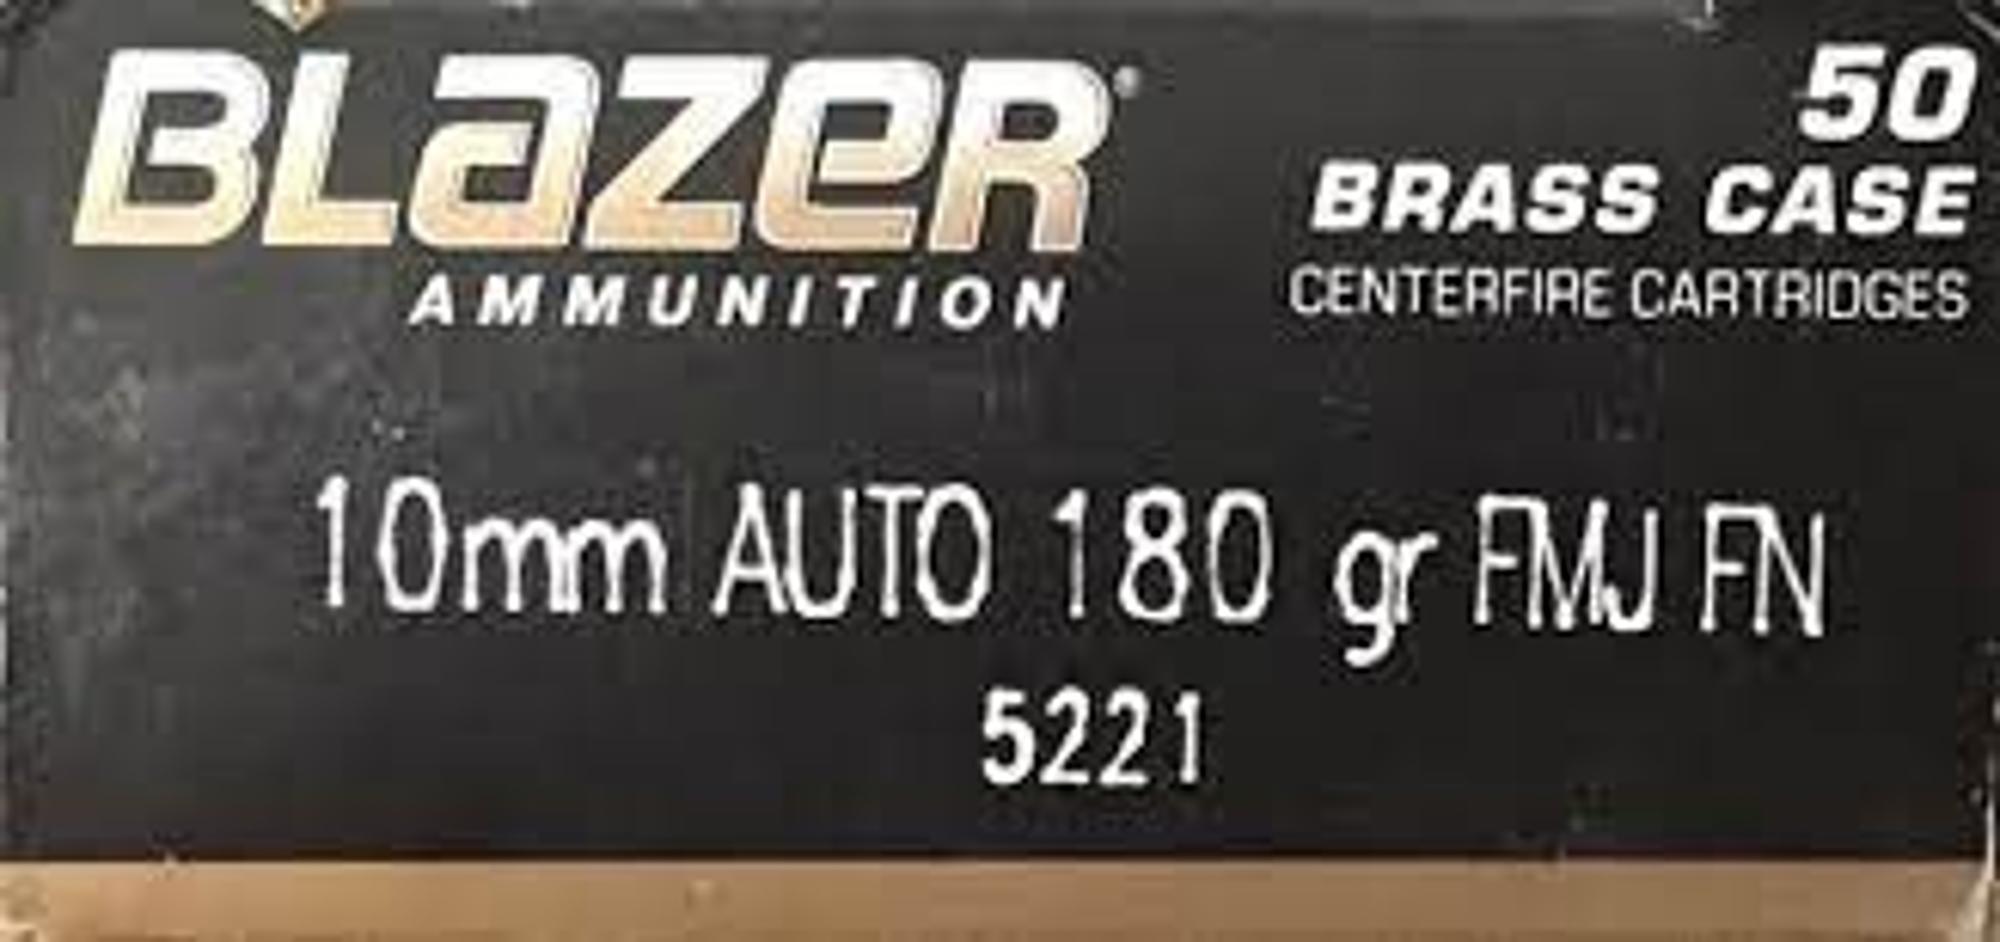 BLazeR®
AMMUNITION
50
BRASS CASE
CENTERFIRE CARTRIDGES
10mm AUTO 180 gr FMJ FN
5221